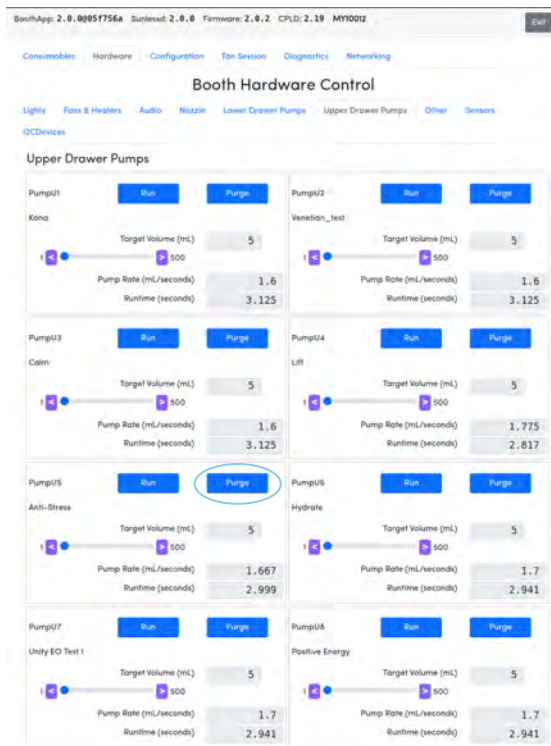 BoothApp: 2.0.0@05f756a Sunlessd: 2.0.0 Firmware: 2.0.2 CPLD: 2.19 MY10012 Exit
Consumables Hardware Configuration Tan Session Diagnostics Networking
Booth Hardware Control
Lights Fans & Heaters Audio Nozzle Lower Drawer Pumps Upper Drawer Pumps Other Sensors
I2CDevices
Upper Drawer Pumps
PumpU1 Run Purge PumpU2 Run Purge
Kona Venetian_test
Target Volume (mL) 5 Target Volume (mL) 5
1 < > 500 1 < > 500
Pump Rate (mL/seconds) 1.6 Pump Rate (mL/seconds) 1.6
Runtime (seconds) 3.125 Runtime (seconds) 3.125
PumpU3 Run Purge PumpU4 Run Purge
Calm Lift
Target Volume (mL) 5 Target Volume (mL) 5
1 < > 500 1 < > 500
Pump Rate (mL/seconds) 1.6 Pump Rate (mL/seconds) 1.775
Runtime (seconds) 3.125 Runtime (seconds) 2.817
PumpU5 Run Purge PumpU6 Run Purge
Anti-Stress Hydrate
Target Volume (mL) 5 Target Volume (mL) 5
1 < > 500 1 < > 500
Pump Rate (mL/seconds) 1.667 Pump Rate (mL/seconds) 1.7
Runtime (seconds) 2.999 Runtime (seconds) 2.941
PumpU7 Run Purge PumpU8 Run Purge
Unity EO Test 1 Positive Energy
Target Volume (mL) 5 Target Volume (mL) 5
1 < > 500 1 < > 500
Pump Rate (mL/seconds) 1.7 Pump Rate (mL/seconds) 1.7
Runtime (seconds) 2.941 Runtime (seconds) 2.941